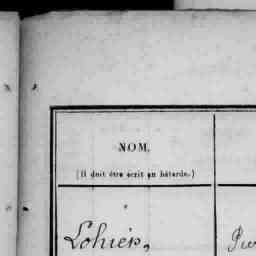 NOM.
(Il doit être écrit en bâtarde.)
Lohier,